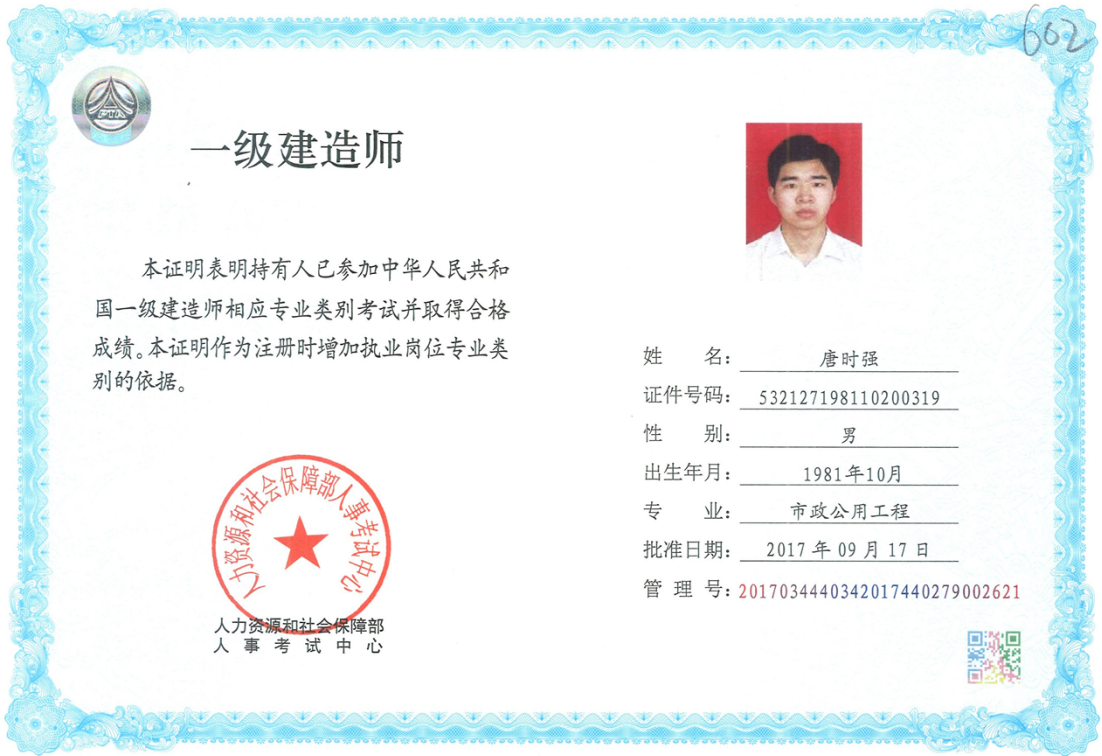 602
PTA
一级建造师
本证明表明持有人已参加中华人民共和
国一级建造师相应专业类别考试并取得合格
成绩。本证明作为注册时增加执业岗位专业类
别的依据。
人力资源和社会保障部人事考试中心
人力资源和社会保障部
人事考试中心
姓 名: 唐时强
证件号码: 532127198110200319
性 别: 男
出生年月: 1981年10月
专 业: 市政公用工程
批准日期: 2017年09月17日
管理号: 2017034440342017440279002621